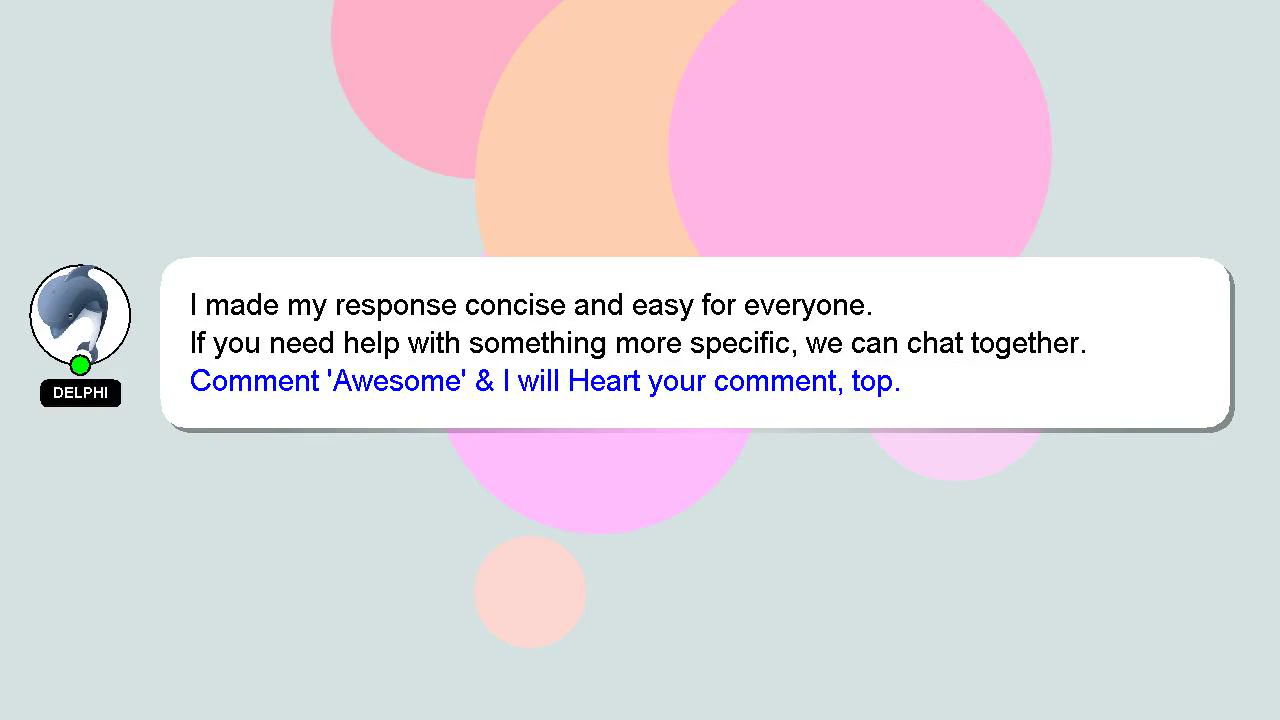 I made my response concise and easy for everyone.
If you need help with something more specific, we can chat together.
Comment 'Awesome' & I will Heart your comment, top.
DELPHI